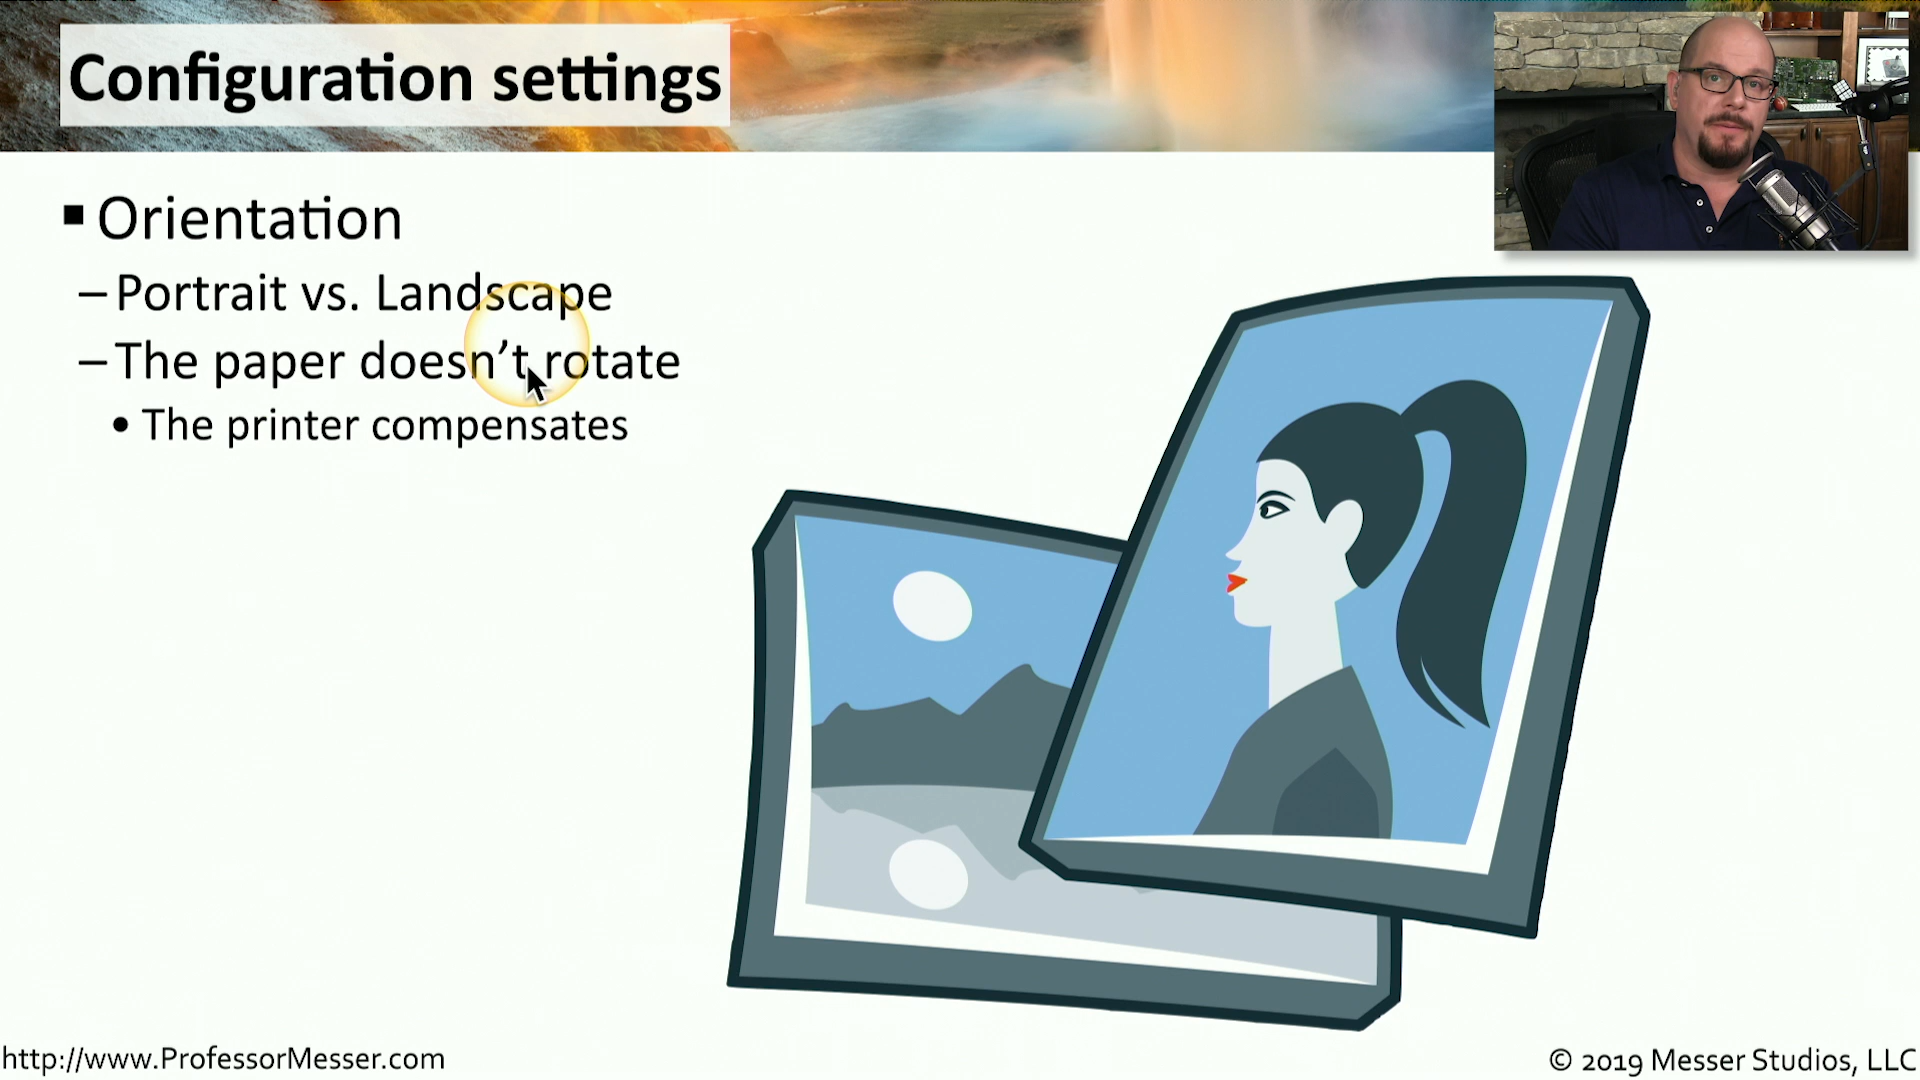 Configuration settings
▪ Orientation
– Portrait vs. Landscape
– The paper doesn’t rotate
• The printer compensates
http://www.ProfessorMesser.com
© 2019 Messer Studios, LLC